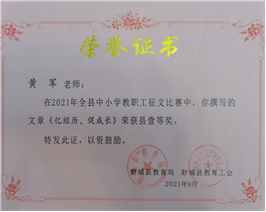 荣誉证书
黄军 老师:
在2021年全县中小学教职工征文比赛中,你撰写的
文章《忆经历、促成长》荣获县壹等奖。
特发此证,以资鼓励。
舒城县教育局 舒城县教育工会
2021年9月